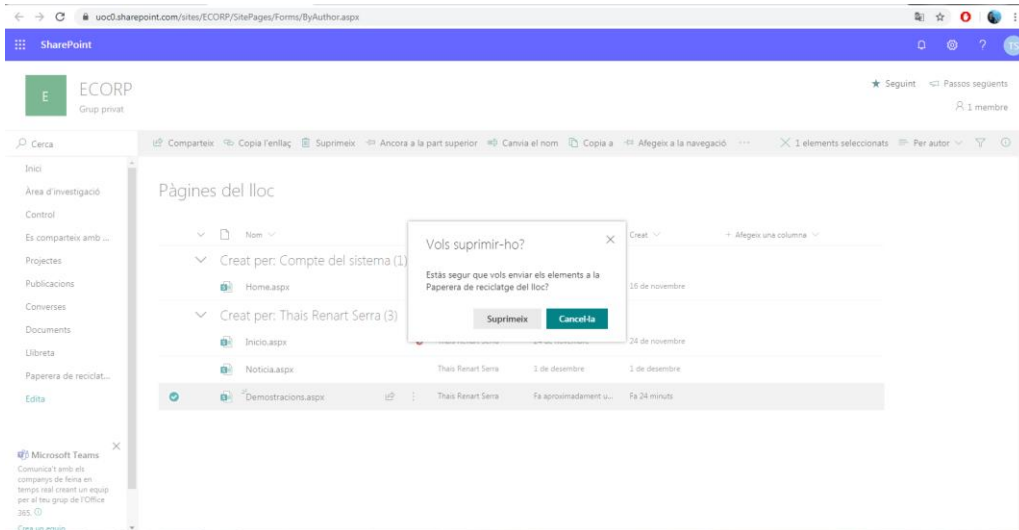 uoc0.sharepoint.com/sites/ECORP/SitePages/Forms/ByAuthor.aspx
SharePoint
TS
E
ECORP
Grup privat
Seguint
Passos següents
1 membre
Cerca
Comparteix
Copia l'enllaç
Suprimeix
Ancora a la part superior
Canvia el nom
Copia a
Afegeix a la navegació
1 elements seleccionats
Per autor
Inici
Àrea d'investigació
Control
Es comparteix amb ...
Projectes
Publicacions
Converses
Documents
Llibreta
Paperera de reciclat...
Edita
Pàgines del lloc
Nom
Creat
+ Afegeix una columna
Creat per: Compte del sistema (1)
Home.aspx
16 de novembre
Creat per: Thais Renart Serra (3)
Inicio.aspx
24 de novembre
Noticia.aspx
Thais Renart Serra
1 de desembre
1 de desembre
Demostracions.aspx
Thais Renart Serra
Fa aproximadament u...
Fa 24 minuts
Vols suprimir-ho?
Estàs segur que vols enviar els elements a la
Paperera de reciclatge del lloc?
Suprimeix
Cancel·la
Microsoft Teams
Comunica't amb els
companys de feina en
temps real creant un equip
per al teu grup de l'Office
365.
Crea un equip